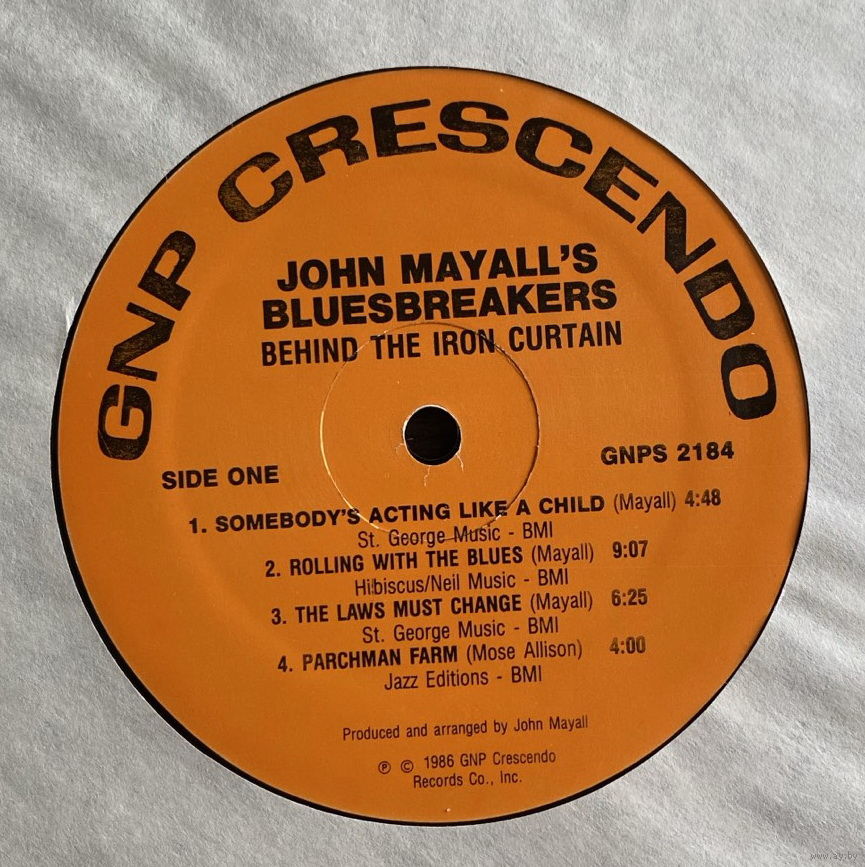 GNP CRESCENDO
JOHN MAYALL'S
BLUESBREAKERS
BEHIND THE IRON CURTAIN
SIDE ONE
GNPS 2184
1. SOMEBODY'S ACTING LIKE A CHILD (Mayall) 4:48
St. George Music - BMI
2. ROLLING WITH THE BLUES (Mayall) 9:07
Hibiscus/Neil Music - BMI
3. THE LAWS MUST CHANGE (Mayall) 6:25
St. George Music - BMI
4. PARCHMAN FARM (Mose Allison) 4:00
Jazz Editions - BMI
Produced and arranged by John Mayall
℗ © 1986 GNP Crescendo
Records Co., Inc.
www.ay.by